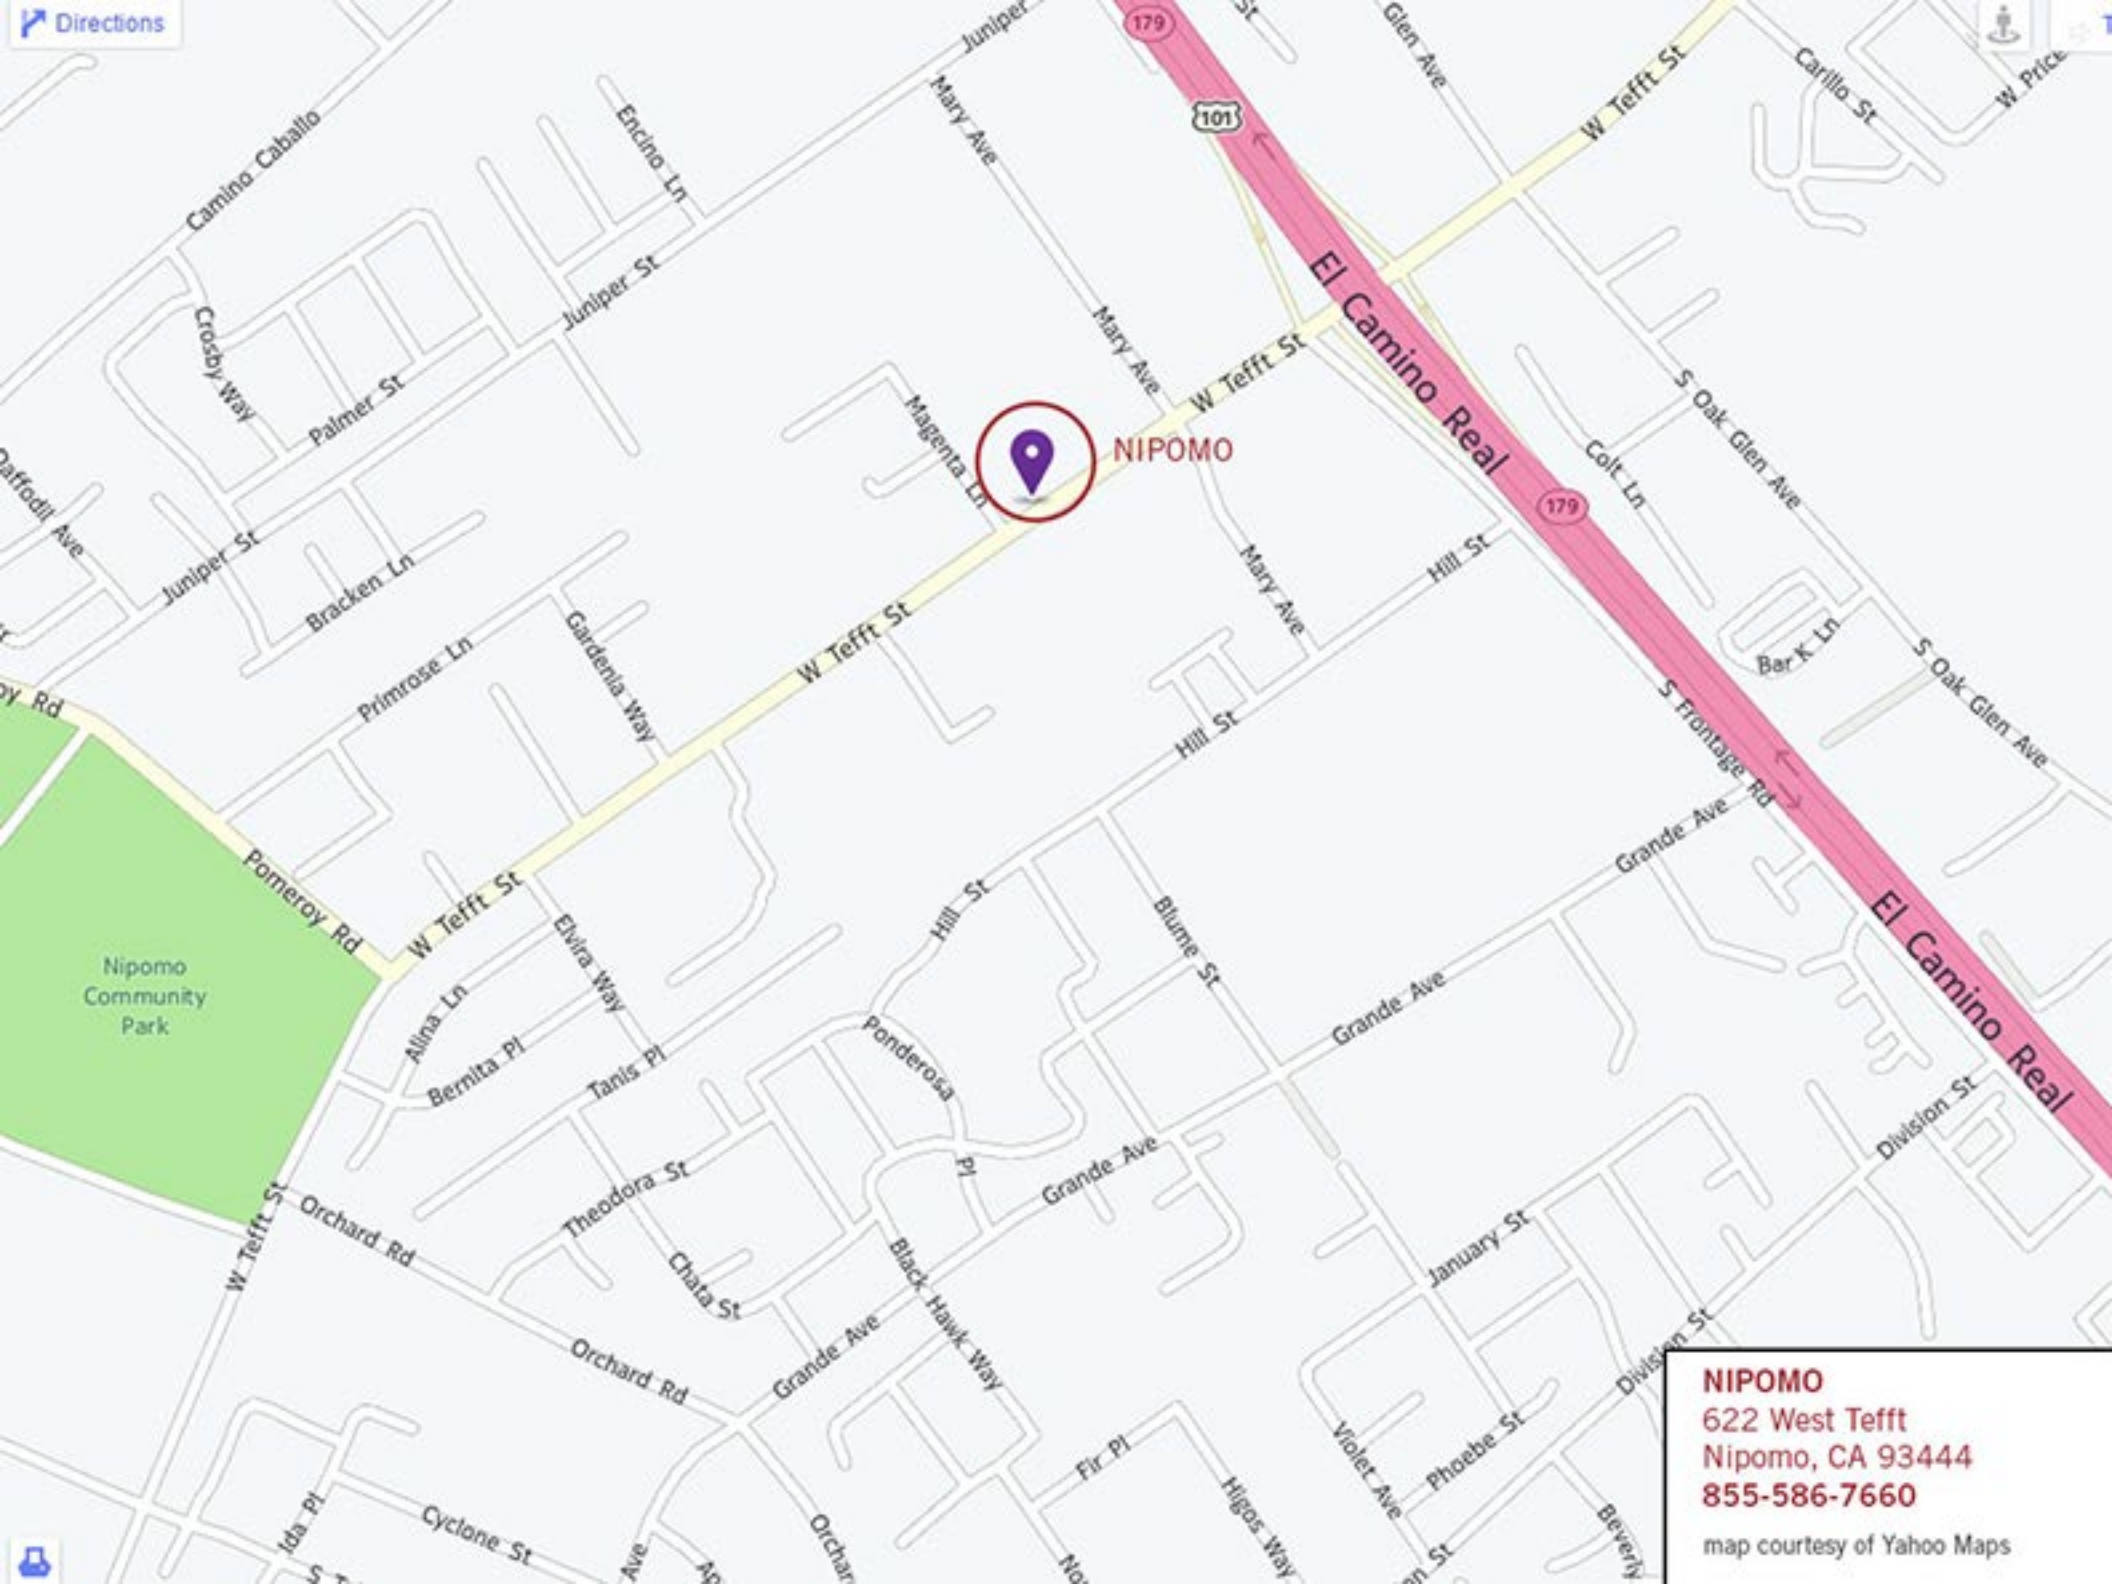 Directions
179
St
Glen Ave
W Tefft St
Carillo St
W Price
Juniper
Mary Ave
101
Encino Ln
Camino Caballo
El Camino Real
Juniper St
Mary Ave
Crosby Way
W Tefft St
Palmer St
Magenta Ln
NIPOMO
S Oak Glen Ave
Colt Ln
179
Daffodil Ave
Juniper St
Bracken Ln
Hill St
Mary Ave
Gardenia Way
W Tefft St
Primrose Ln
Bar K Ln
S Oak Glen Ave
Rd
S Frontage Rd
Hill St
Grande Ave
Pomeroy Rd
W Tefft St
Hill St
Blume St
El Camino Real
Elvira Way
Nipomo
Community
Park
Alina Ln
Grande Ave
Bernita Pl
Tanis Pl
Ponderosa
Pl
Division St
Grande Ave
Theodora St
Orchard Rd
W Tefft St
January St
Chata St
Black Hawk Way
Orchard Rd
Grande Ave
Division St
Fir Pl
Violet Ave
Phoebe St
Higos Way
Ida Pl
Cyclone St
Ave
Beverly
St
NIPOMO
622 West Tefft
Nipomo, CA 93444
855-586-7660
map courtesy of Yahoo Maps